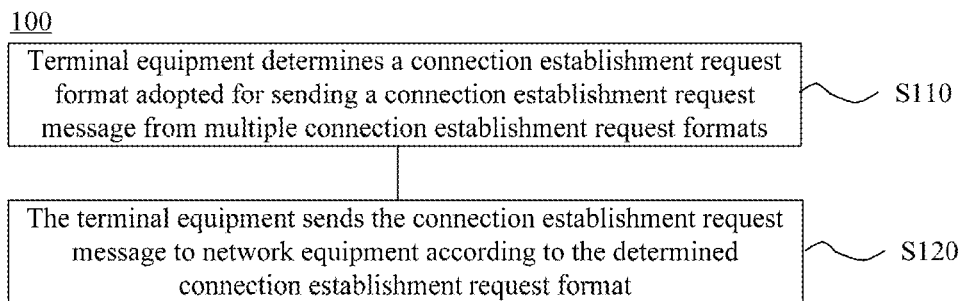 100
Terminal equipment determines a connection establishment request
format adopted for sending a connection establishment request
message from multiple connection establishment request formats
S110
The terminal equipment sends the connection establishment request
message to network equipment according to the determined
connection establishment request format
S120